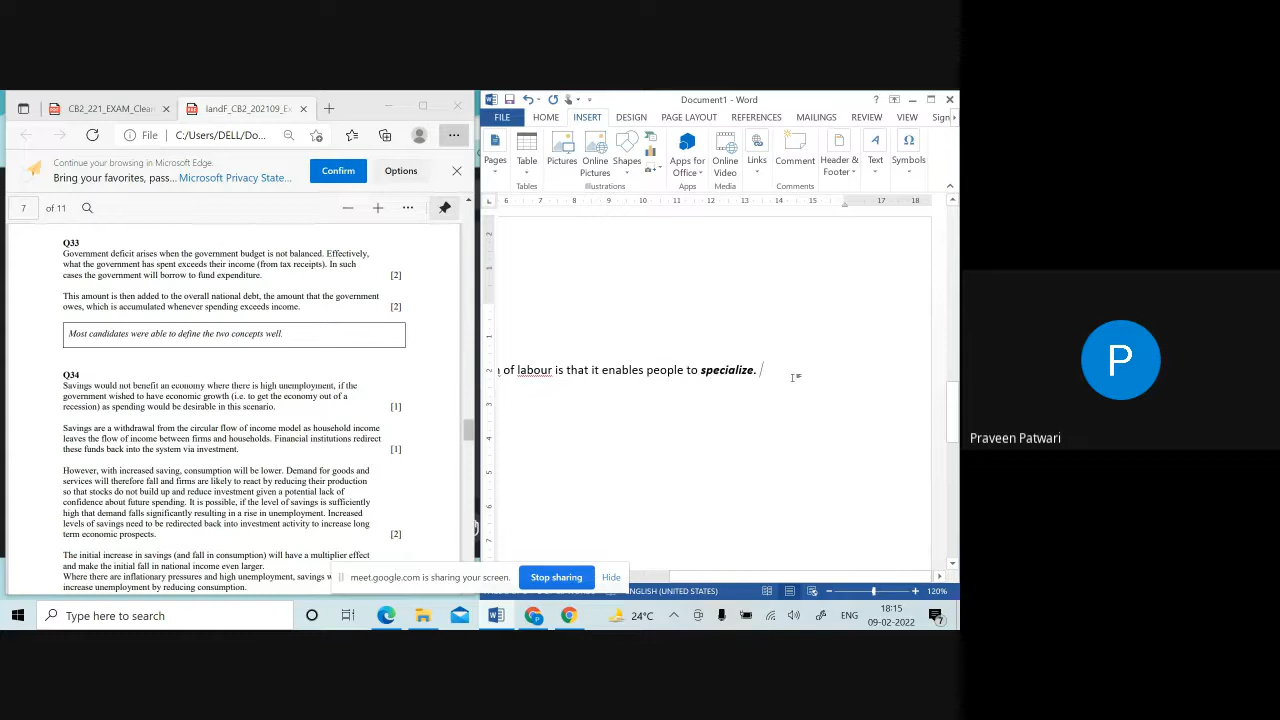 CB2_221_EXAM_Clea
IandF_CB2_202109_E
File
C:/Users/DELL/Do...
Continue your browsing in Microsoft Edge.
Bring your favorites, pass... Microsoft Privacy State...
Confirm
Options
7 of 11
Q33
Government deficit arises when the government budget is not balanced. Effectively,
what the government has spent exceeds their income (from tax receipts). In such
cases the government will borrow to fund expenditure. [2]
This amount is then added to the overall national debt, the amount that the government
owes, which is accumulated whenever spending exceeds income. [2]
Most candidates were able to define the two concepts well.
Q34
Savings would not benefit an economy where there is high unemployment, if the
government wished to have economic growth (i.e. to get the economy out of a
recession) as spending would be desirable in this scenario. [1]
Savings are a withdrawal from the circular flow of income model as household income
leaves the flow of income between firms and households. Financial institutions redirect
these funds back into the system via investment. [1]
However, with increased saving, consumption will be lower. Demand for goods and
services will therefore fall and firms are likely to react by reducing their production
so that stocks do not build up and reduce investment given a potential lack of
confidence about future spending. It is possible, if the level of savings is sufficiently
high that demand falls significantly resulting in a rise in unemployment. Increased
levels of savings need to be redirected back into investment activity to increase long
term economic prospects. [2]
The initial increase in savings (and fall in consumption) will have a multiplier effect
and make the initial fall in national income even larger.
Where there are inflationary pressures and high unemployment, savings w
increase unemployment by reducing consumption.
Document1 - Word
FILE HOME INSERT DESIGN PAGE LAYOUT REFERENCES MAILINGS REVIEW VIEW Sign
Pages
Table
Pictures
Online Pictures
Shapes
Apps for Office
Online Video
Links
Comment
Header & Footer
Text
Symbols
Tables Illustrations Apps Media Comments
6 7 8 9 10 11 12 13 14 15 17 18
of labour is that it enables people to specialize.
meet.google.com is sharing your screen.
Stop sharing
Hide
ENGLISH (UNITED STATES)
120%
Type here to search
24°C
ENG
18:15
09-02-2022
7
P
Praveen Patwari